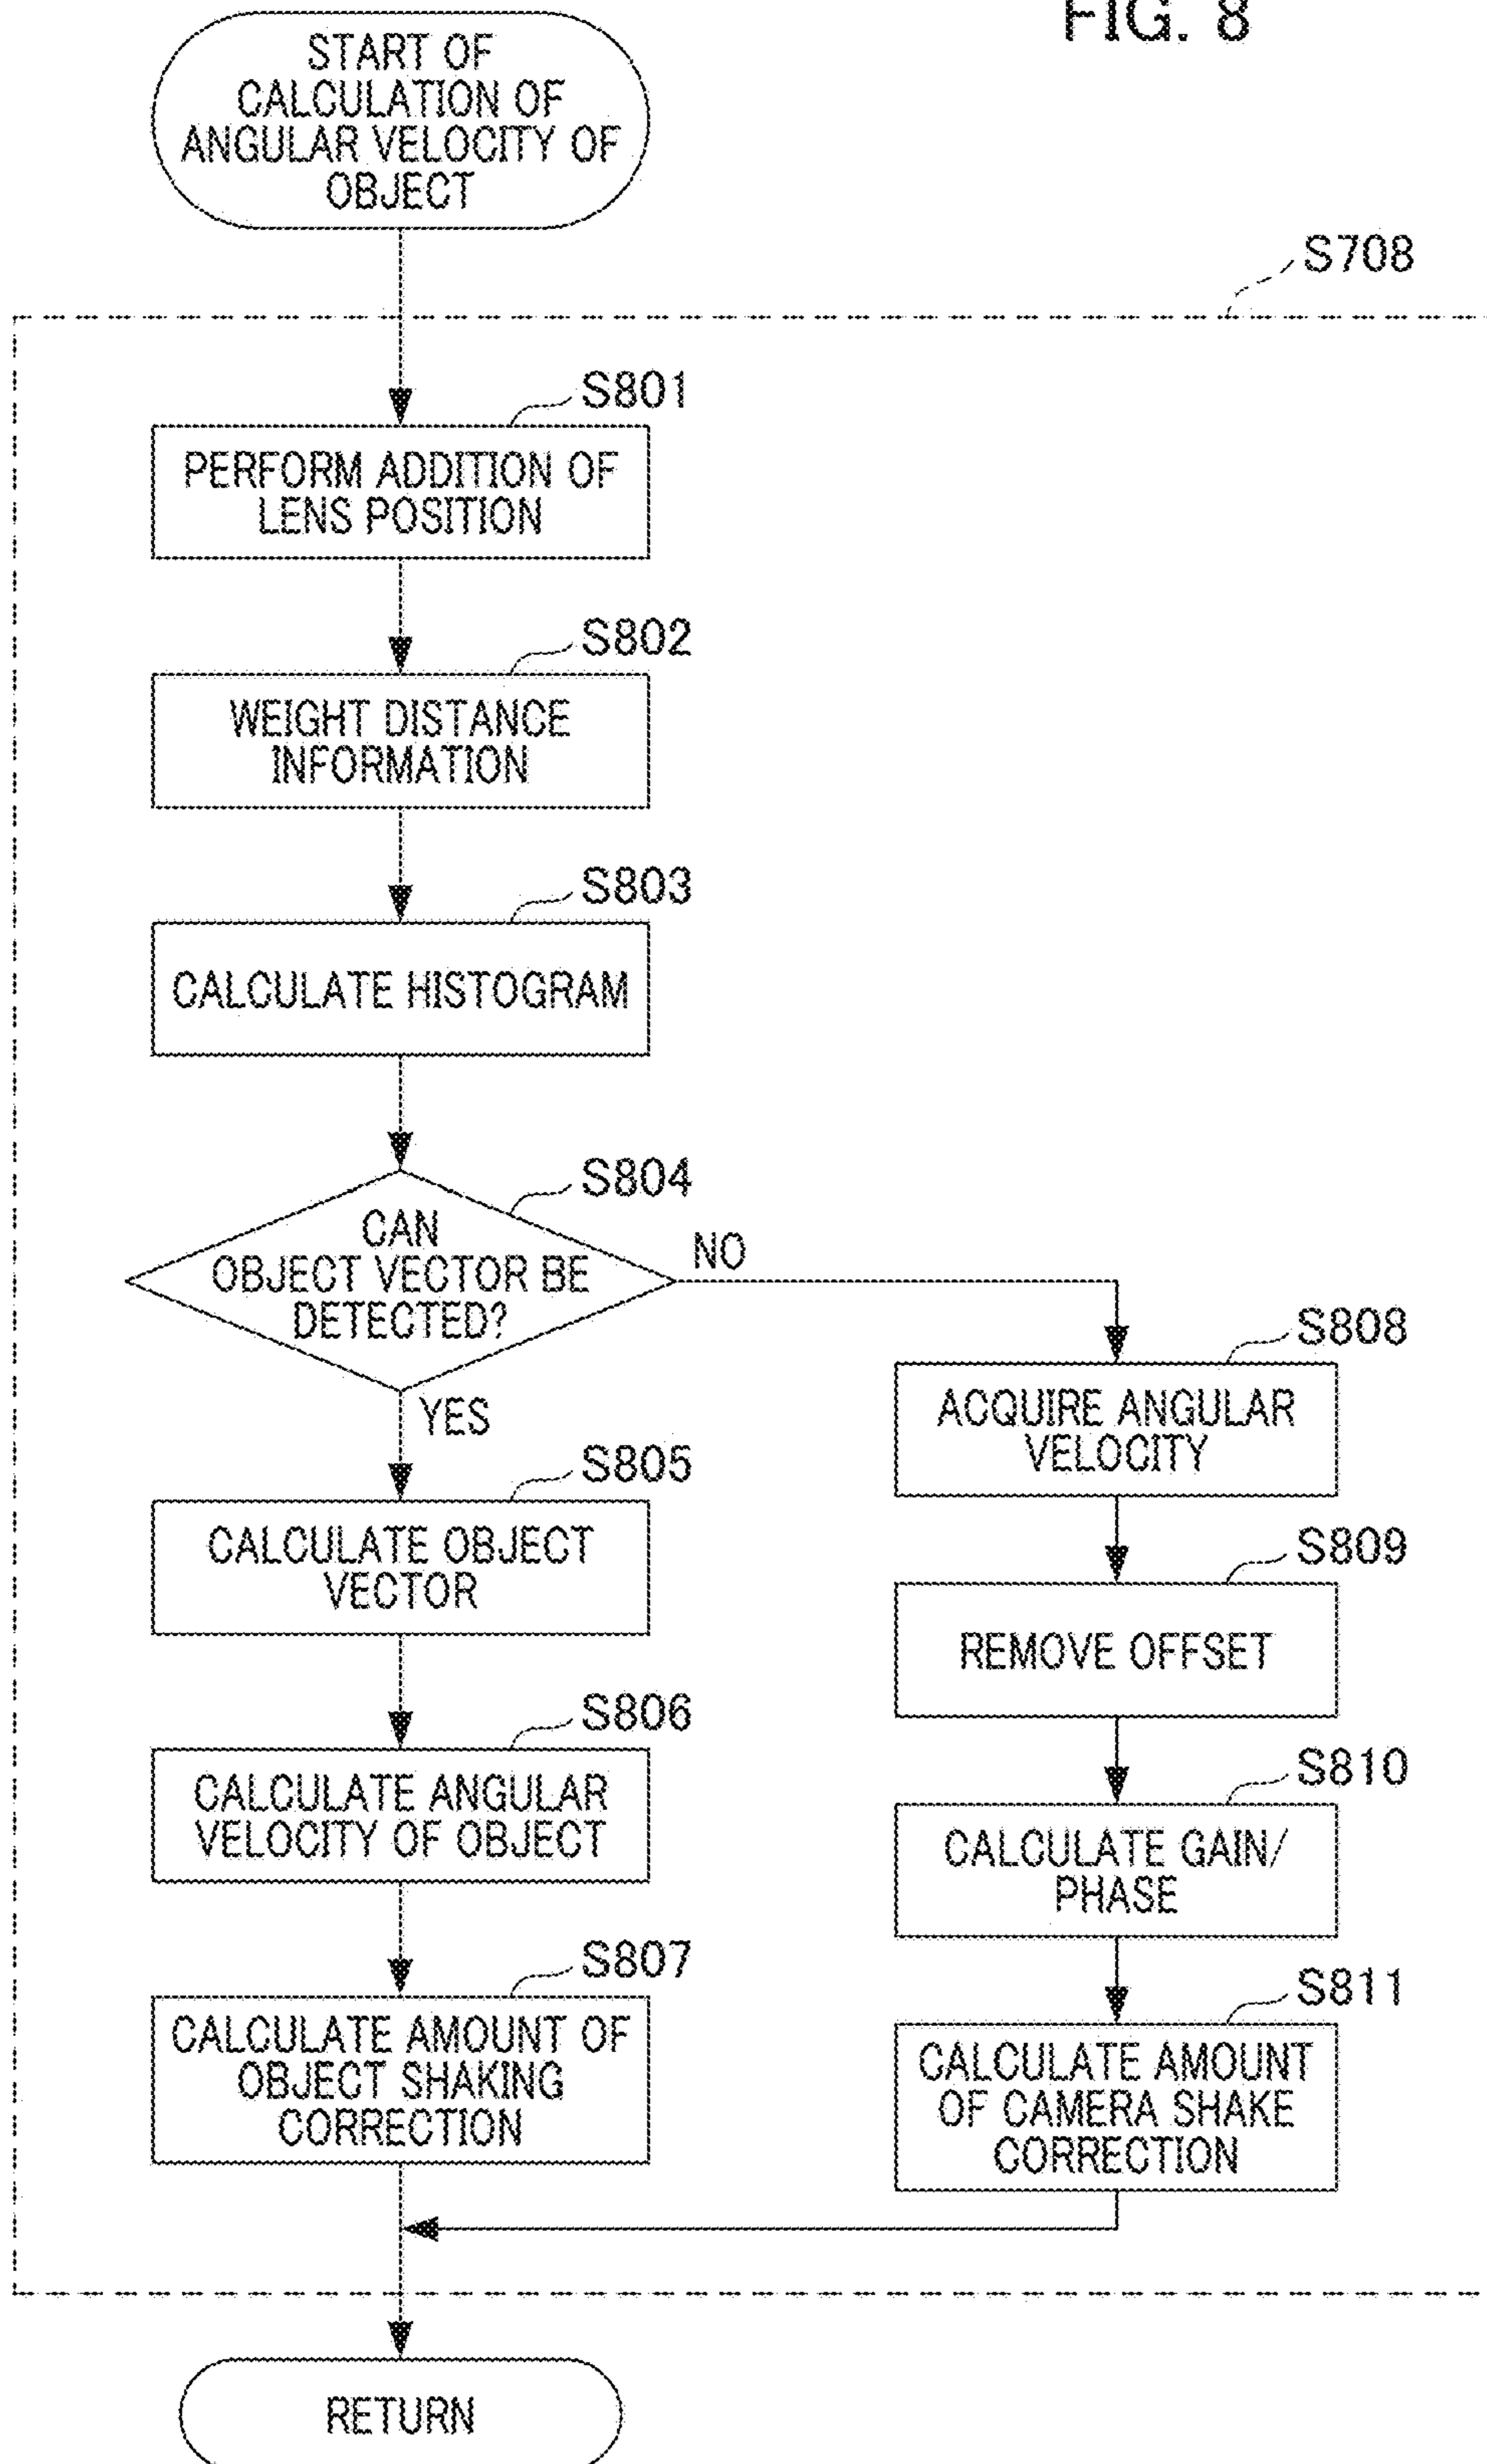 FIG. 8
START OF
CALCULATION OF
ANGULAR VELOCITY OF
OBJECT
S708
S801
PERFORM ADDITION OF
LENS POSITION
S802
WEIGHT DISTANCE
INFORMATION
S803
CALCULATE HISTOGRAM
S804
CAN
OBJECT VECTOR BE
DETECTED?
NO
YES
S805
CALCULATE OBJECT
VECTOR
S806
CALCULATE ANGULAR
VELOCITY OF OBJECT
S807
CALCULATE AMOUNT OF
OBJECT SHAKING
CORRECTION
S808
ACQUIRE ANGULAR
VELOCITY
S809
REMOVE OFFSET
S810
CALCULATE GAIN/
PHASE
S811
CALCULATE AMOUNT
OF CAMERA SHAKE
CORRECTION
RETURN